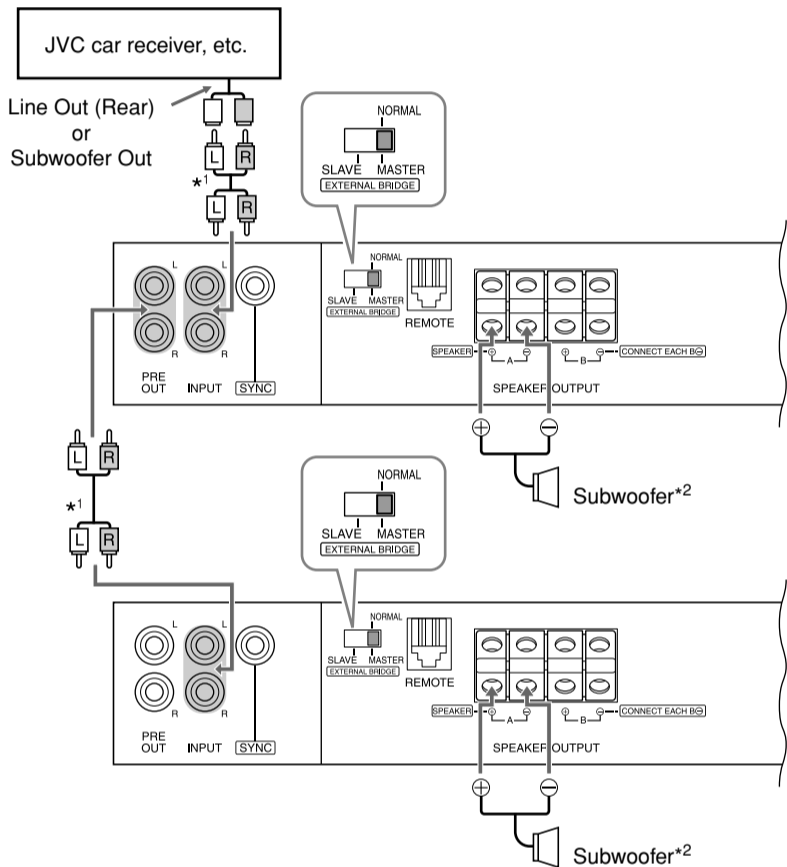 JVC car receiver, etc.
Line Out (Rear)
or
Subwoofer Out
L R
*1
L R
NORMAL
SLAVE MASTER
EXTERNAL BRIDGE
L L
NORMAL
SLAVE MASTER
EXTERNAL BRIDGE
REMOTE
R R
SPEAKER ⊕ A ⊖ ⊕ B ⊖ CONNECT EACH B⊖
PRE
OUT INPUT SYNC
SPEAKER OUTPUT
⊕ ⊖
Subwoofer*2
L R
*1
L R
NORMAL
SLAVE MASTER
EXTERNAL BRIDGE
L L
NORMAL
SLAVE MASTER
EXTERNAL BRIDGE
REMOTE
R R
SPEAKER ⊕ A ⊖ ⊕ B ⊖ CONNECT EACH B⊖
PRE
OUT INPUT SYNC
SPEAKER OUTPUT
⊕ ⊖
Subwoofer*2